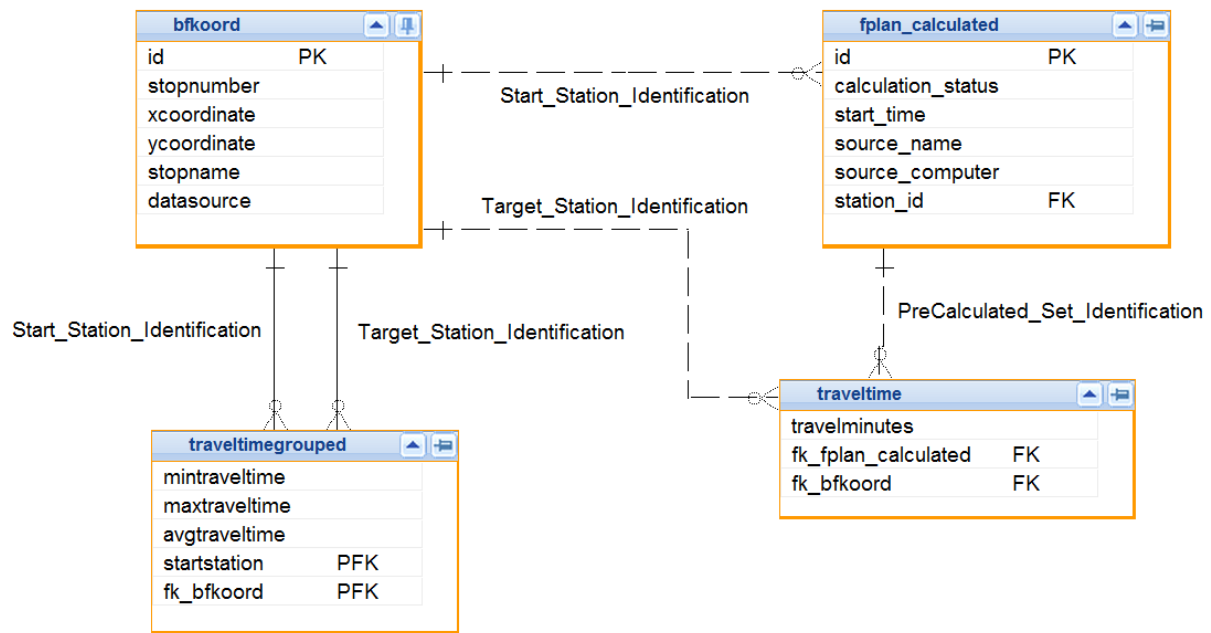 bfkoord
id PK
stopnumber
xcoordinate
ycoordinate
stopname
datasource
Start_Station_Identification
fplan_calculated
id PK
calculation_status
start_time
source_name
source_computer
station_id FK
Target_Station_Identification
Start_Station_Identification
Target_Station_Identification
PreCalculated_Set_Identification
traveltimegrouped
mintraveltime
maxtraveltime
avgtraveltime
startstation PFK
fk_bfkoord PFK
traveltime
travelminutes
fk_fplan_calculated FK
fk_bfkoord FK